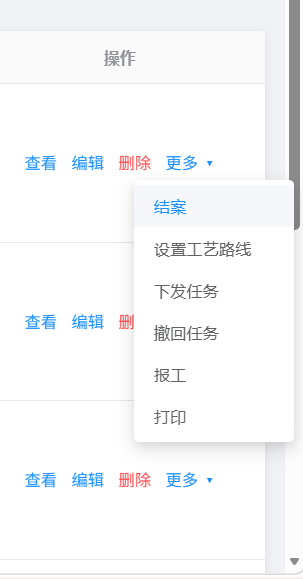 操作
查看 编辑 删除 更多 ▼
结案
设置工艺路线
下发任务
查看 编辑 删
撤回任务
报工
打印
查看 编辑 删除 更多 ▼